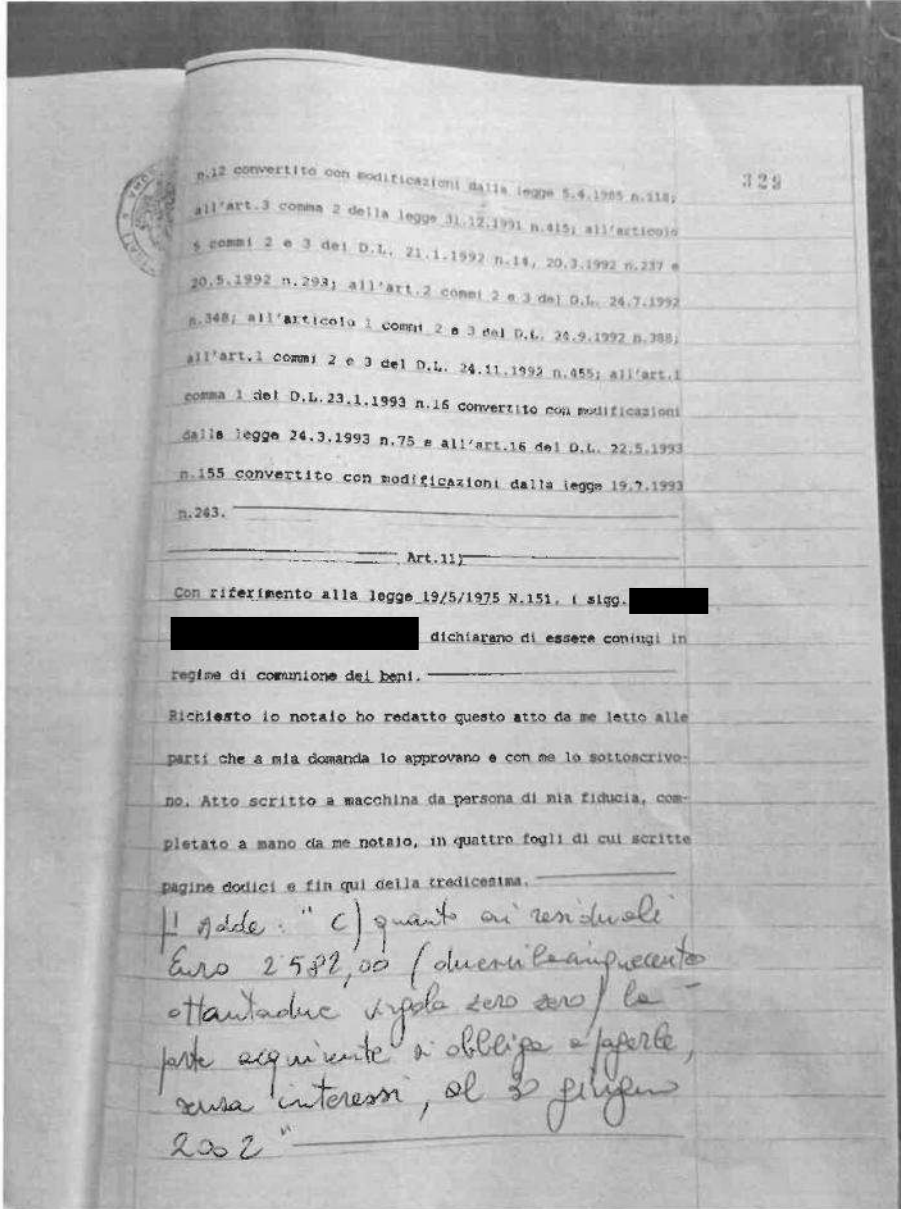 329
n.12 convertito con modificazioni dalla legge 5.4.1985 n.118;
all'art.3 comma 2 della legge 31.12.1991 n.415; all'articolo
commi 2 e 3 del D.L. 21.1.1992 n.14, 20.3.1992 n.237 e
20.5.1992 n.293; all'art.2 commi 2 e 3 del D.L. 24.7.1992
n.348; all'articolo 1 commi 2 e 3 del D.L. 24.9.1992 n.388;
all'art.1 commi 2 e 3 del D.L. 24.11.1992 n.455; all'art.1
comma 1 del D.L.23.1.1993 n.16 convertito con modificazioni
dalla legge 24.3.1993 n.75 e all'art.16 del D.L. 22.5.1993
n.155 convertito con modificazioni dalla legge 19.7.1993
n.243.
Art.11)
Con riferimento alla legge 19/5/1975 N.151, i sigg.
dichiarano di essere coniugi in
regime di comunione dei beni.
Richiesto io notaio ho redatto questo atto da me letto alle
parti che a mia domanda lo approvano e con me lo sottoscrivo-
no. Atto scritto a macchina da persona di mia fiducia, com-
pletato a mano da me notaio, in quattro fogli di cui scritte
pagine dodici e fin qui della tredicesima.
Adde: "C) quanto ai residuali
Euro 2582,00 (duemilacinquecento
ottantadue virgola zero zero) la
parte acquirente si obbliga a pagarle,
senza interessi, al 30 giugno
2002"